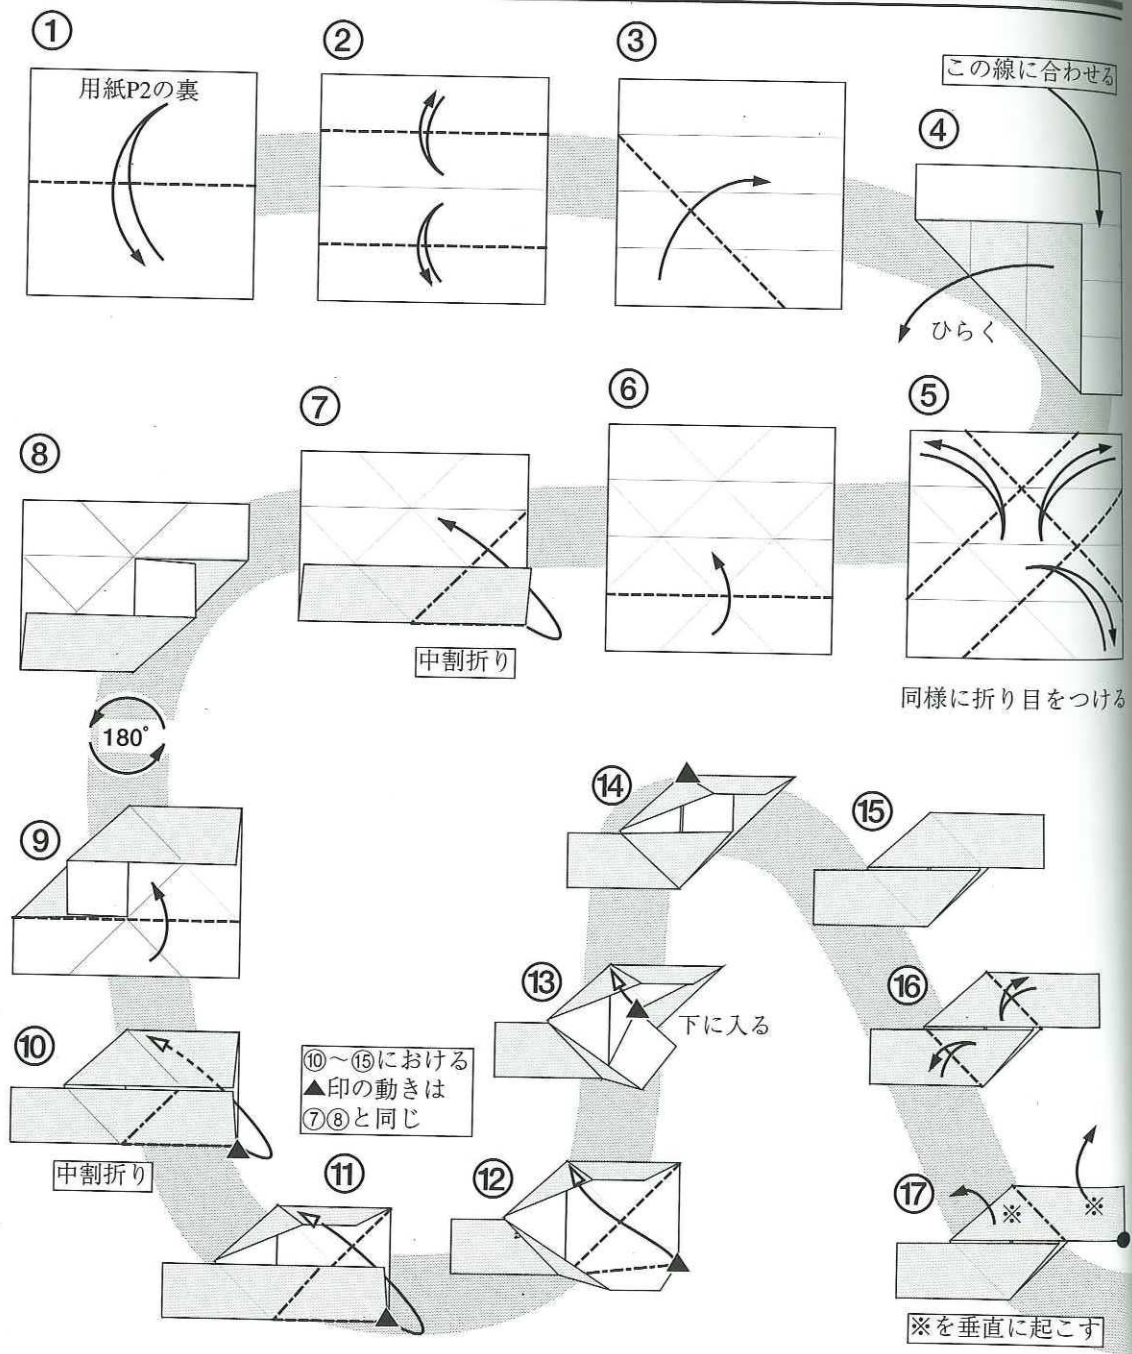 ①
用紙P2の裏
②
③
この線に合わせる
④
ひらく
⑤
同様に折り目をつける
⑥
⑦
中割折り
⑧
180°
⑨
⑩
中割折り
⑩～⑮における
▲印の動きは
⑦⑧と同じ
⑪
⑫
⑬
下に入る
⑭
⑮
⑯
⑰
※
※
※を垂直に起こす